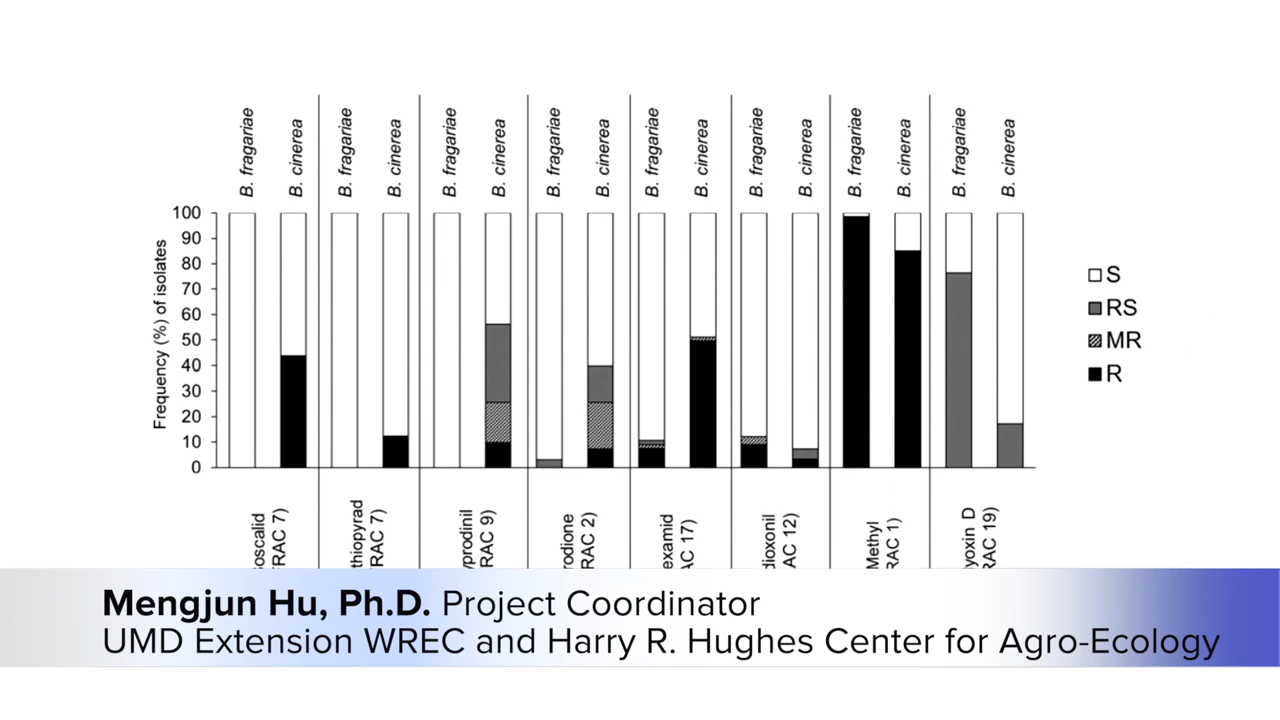 B. fragariae
B. cinerea
B. fragariae
B. cinerea
B. fragariae
B. cinerea
B. fragariae
B. cinerea
B. fragariae
B. cinerea
B. fragariae
B. cinerea
B. fragariae
B. cinerea
B. fragariae
B. cinerea
Frequency (%) of isolates
100
90
80
70
60
50
40
30
20
10
0
S
RS
MR
R
oscalid
RAC 7)
thiopyrad
RAC 7)
yprodinil
RAC 9)
rodione
RAC 2)
examid
AC 17)
dioxonil
AC 12)
Methyl
RAC 1)
yoxin D
RAC 19)
Mengjun Hu, Ph.D. Project Coordinator
UMD Extension WREC and Harry R. Hughes Center for Agro-Ecology